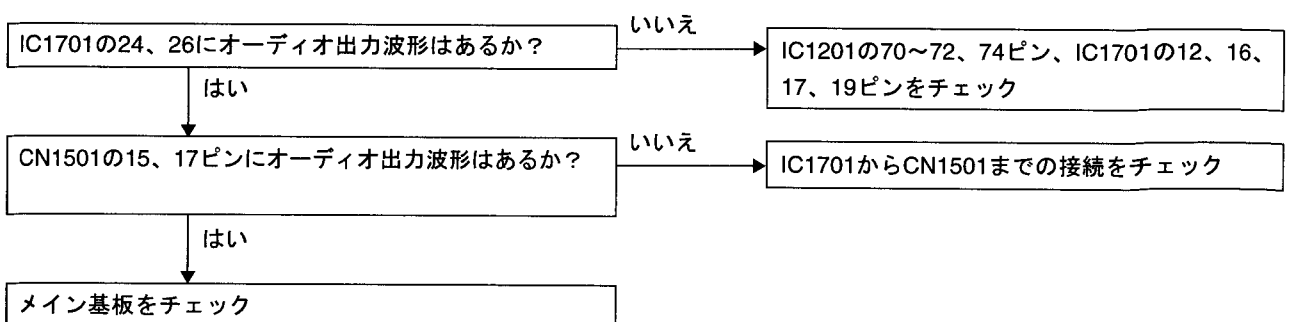 IC1701の24、26にオーディオ出力波形はあるか？
いいえ
IC1201の70～72、74ピン、IC1701の12、16、
17、19ピンをチェック
はい
CN1501の15、17ピンにオーディオ出力波形はあるか？
いいえ
IC1701からCN1501までの接続をチェック
はい
メイン基板をチェック